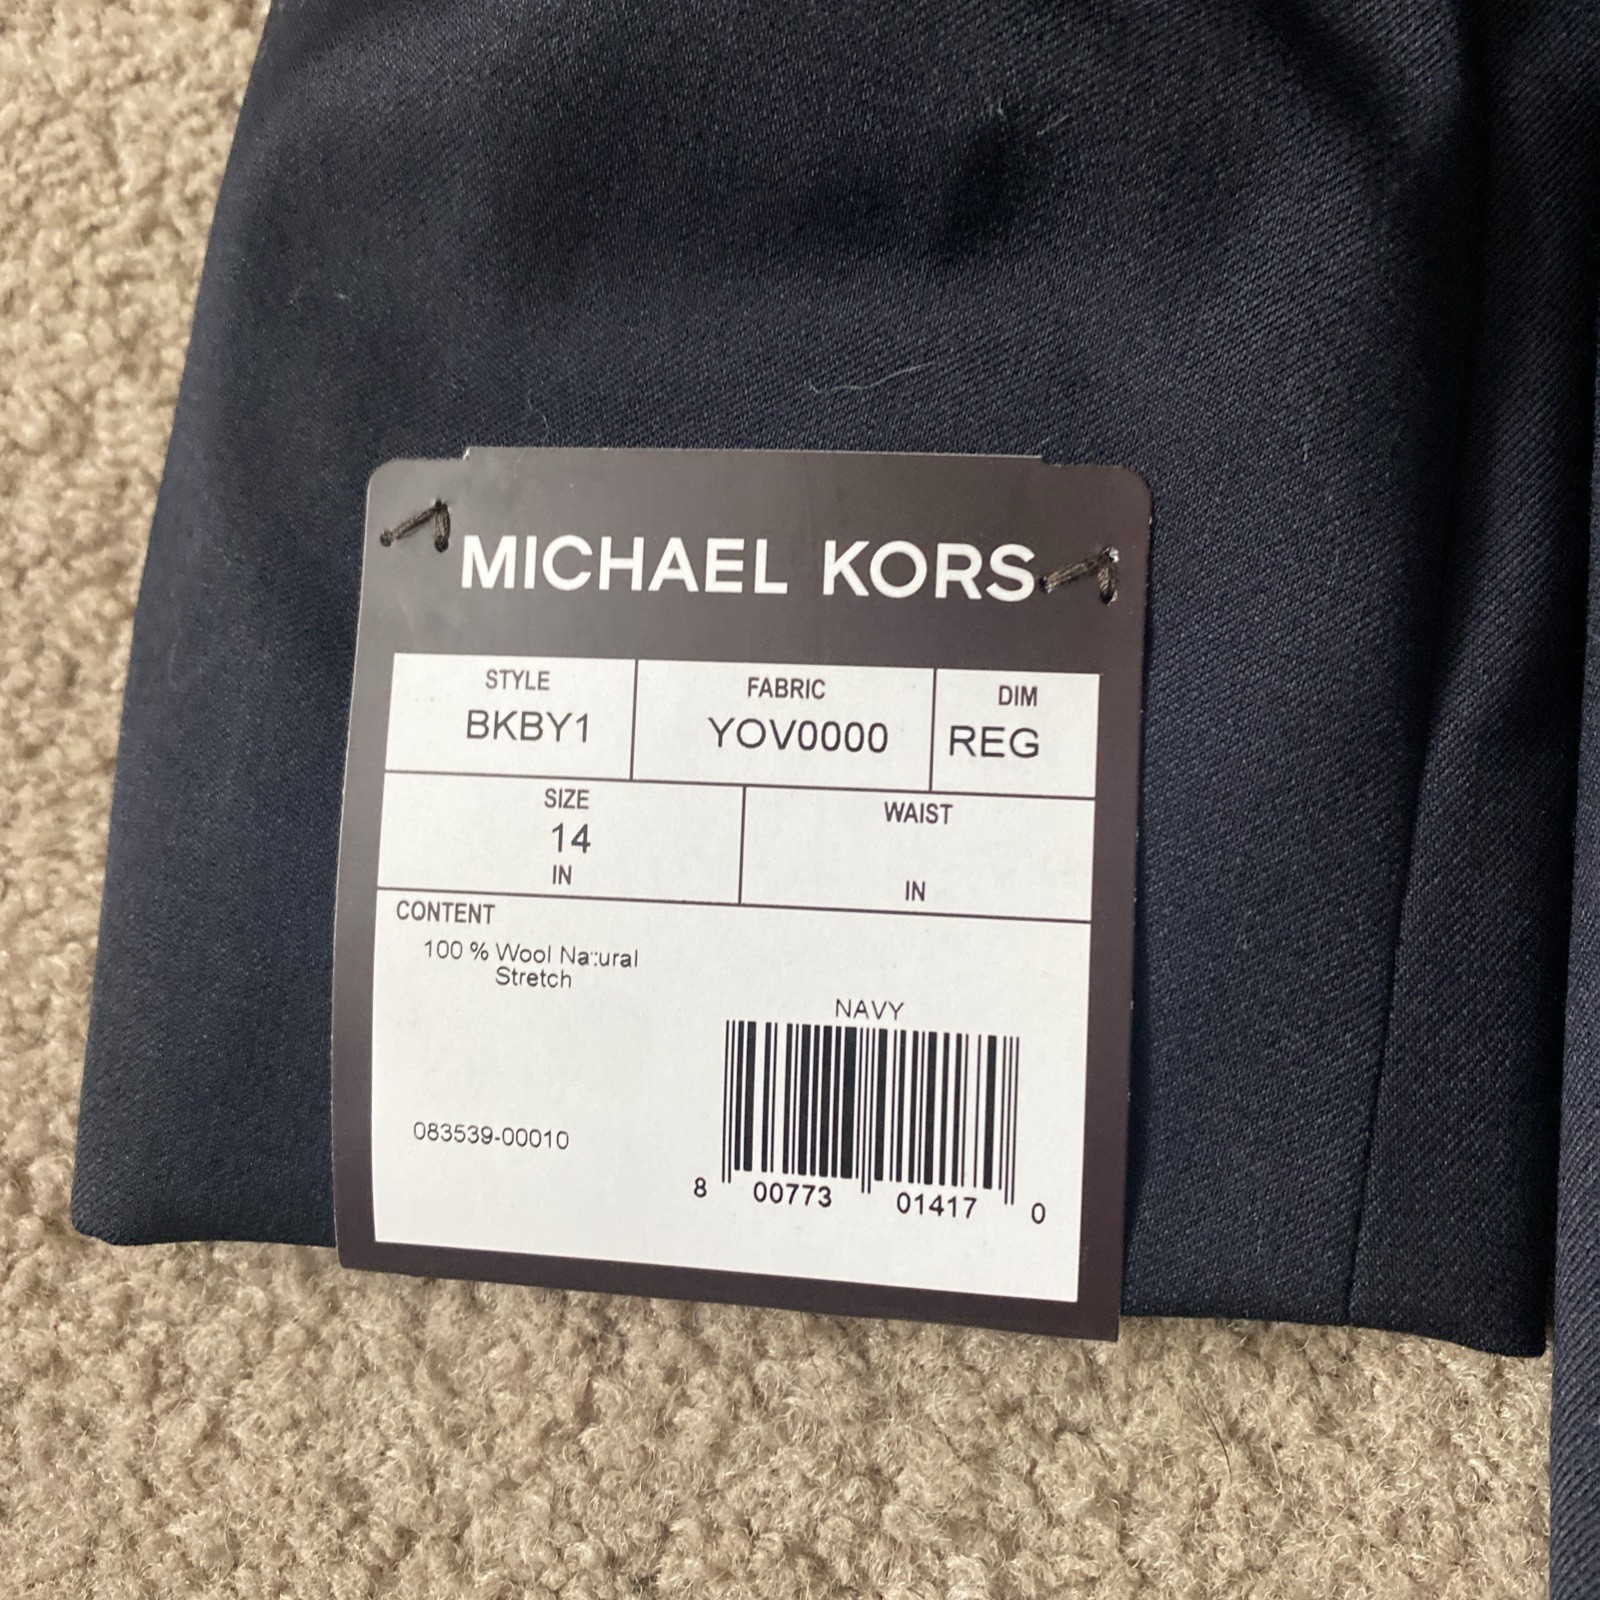 MICHAEL KORS
STYLE FABRIC DIM
BKBY1 YOV0000 REG
SIZE WAIST
14
IN IN
CONTENT
100 % Wool Natural
Stretch
NAVY
083539-00010
8 00773 01417 0